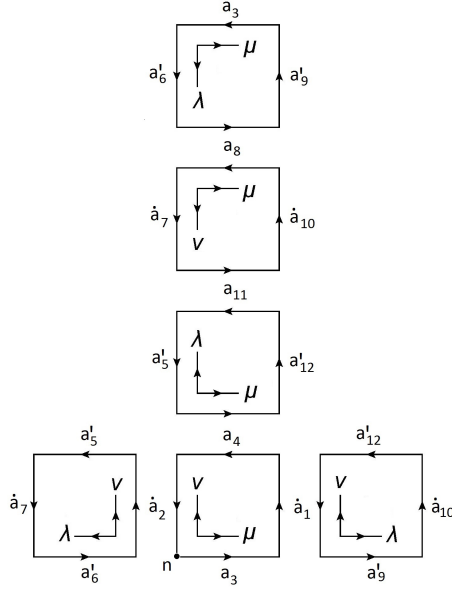 a₃
a'₆ μ a'₉
λ
a₈
ȧ₇ μ ȧ₁₀
ν
a₁₁
λ
a'₅ a'₁₂
μ
a'₅ a₄ a'₁₂
ν ν ν
ȧ₇ ȧ₂ ȧ₁ ȧ₁₀
λ μ λ
a'₆ n a₃ a'₉